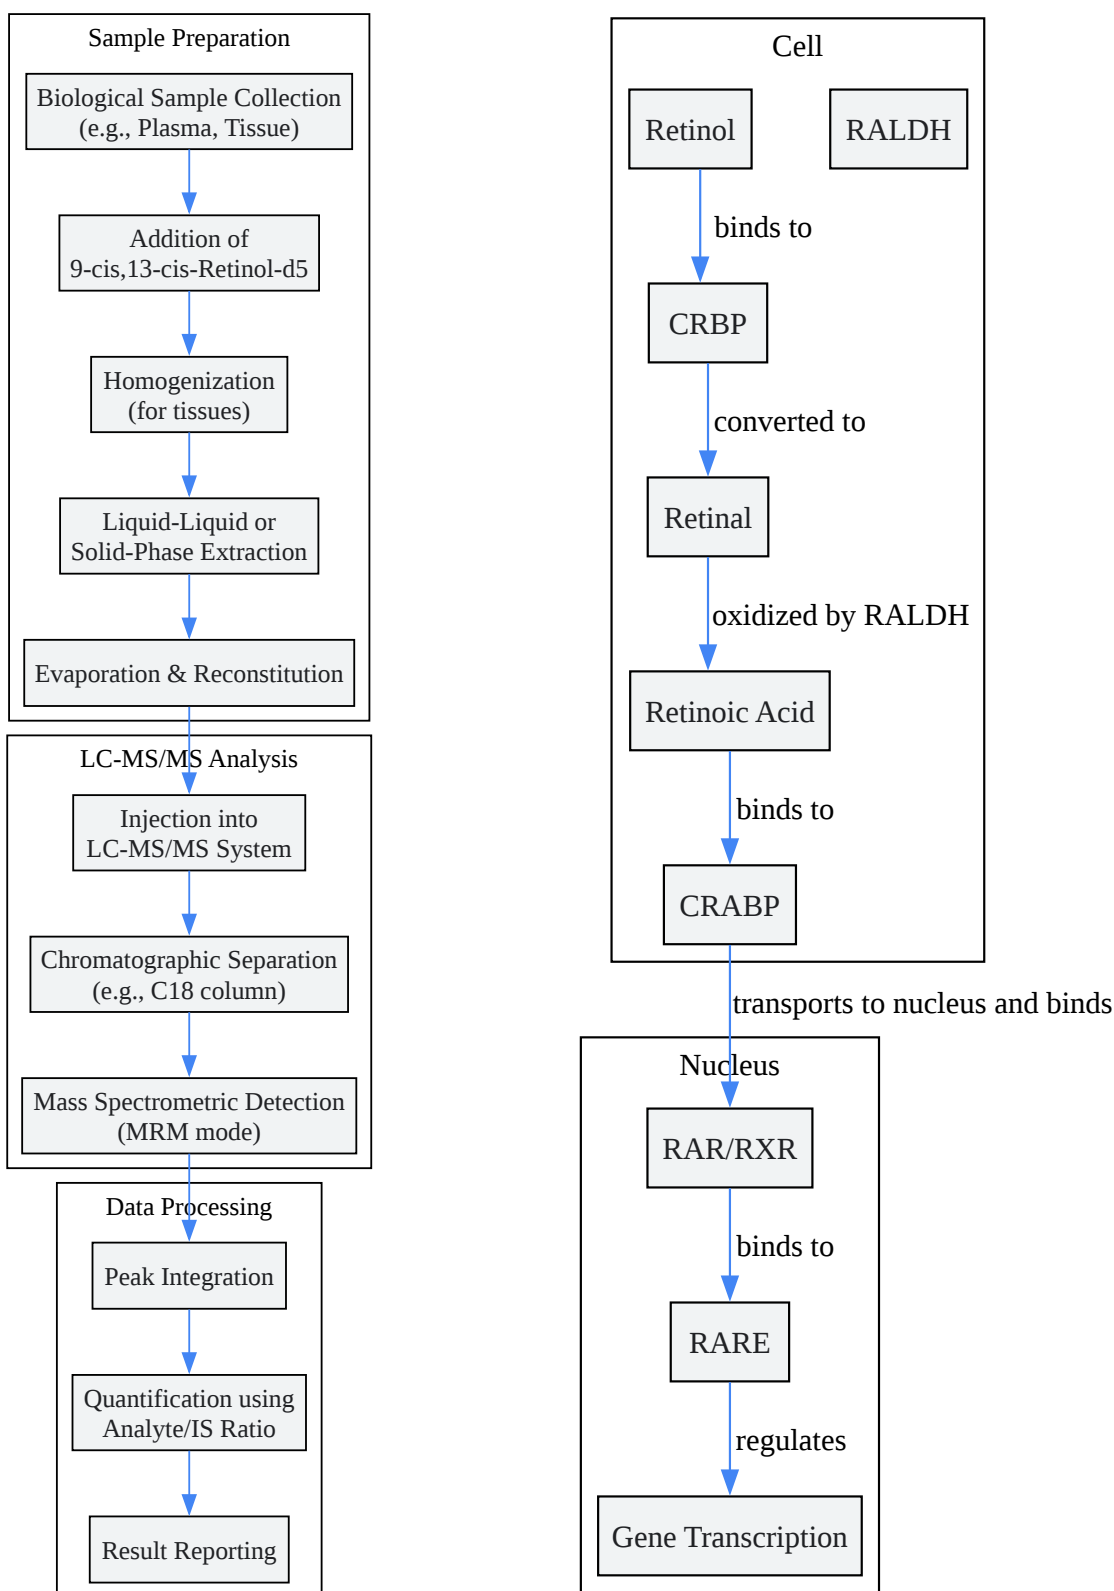 Sample Preparation
Biological Sample Collection
(e.g., Plasma, Tissue)
Addition of
9-cis,13-cis-Retinol-d5
Homogenization
(for tissues)
Liquid-Liquid or
Solid-Phase Extraction
Evaporation & Reconstitution
LC-MS/MS Analysis
Injection into
LC-MS/MS System
Chromatographic Separation
(e.g., C18 column)
Mass Spectrometric Detection
(MRM mode)
Data Processing
Peak Integration
Quantification using
Analyte/IS Ratio
Result Reporting
Cell
Retinol
RALDH
binds to
CRBP
converted to
Retinal
oxidized by RALDH
Retinoic Acid
binds to
CRABP
transports to nucleus and binds
Nucleus
RAR/RXR
binds to
RARE
regulates
Gene Transcription